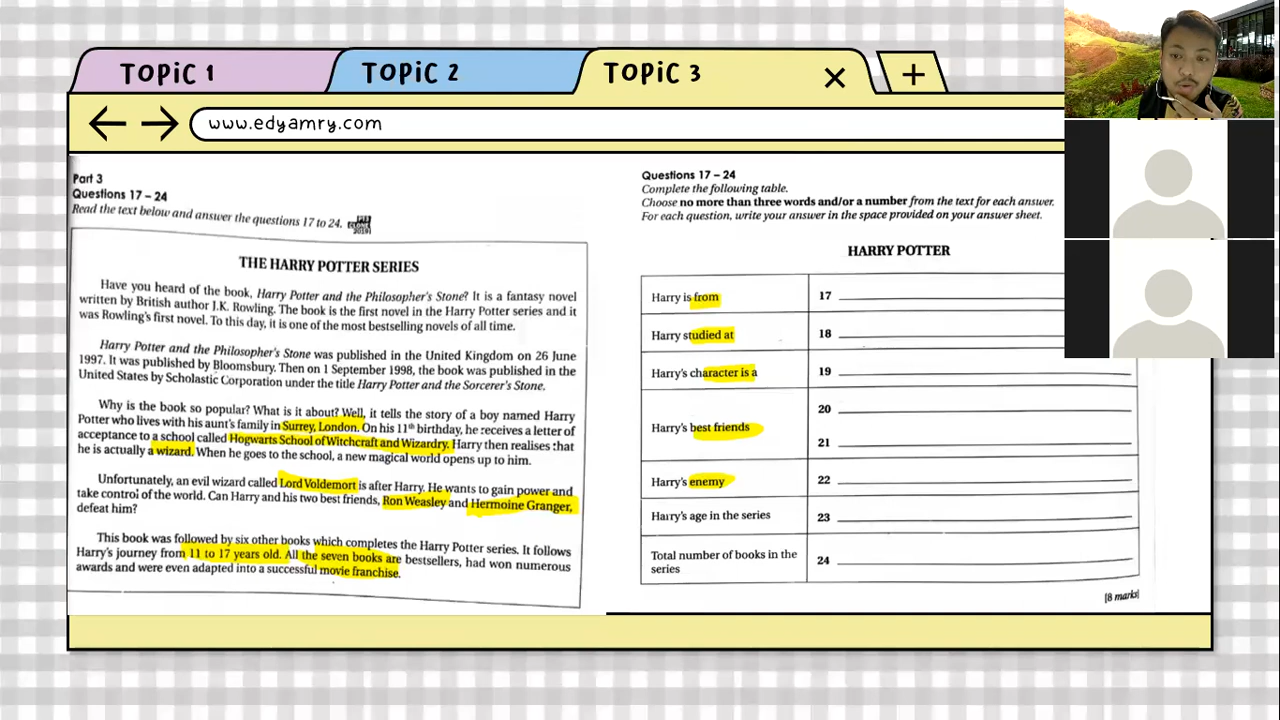 TOPIC 1
TOPIC 2
TOPIC 3
www.edyamry.com
Part 3
Questions 17 – 24
Read the text below and answer the questions 17 to 24.
THE HARRY POTTER SERIES
Have you heard of the book, Harry Potter and the Philosopher's Stone? It is a fantasy novel
written by British author J.K. Rowling. The book is the first novel in the Harry Potter series and it
was Rowling's first novel. To this day, it is one of the most bestselling novels of all time.
Harry Potter and the Philosopher's Stone was published in the United Kingdom on 26 June
1997. It was published by Bloomsbury. Then on 1 September 1998, the book was published in the
United States by Scholastic Corporation under the title Harry Potter and the Sorcerer's Stone.
Why is the book so popular? What is it about? Well, it tells the story of a boy named Harry
Potter who lives with his aunt's family in Surrey, London. On his 11th birthday, he receives a letter of
acceptance to a school called Hogwarts School of Witchcraft and Wizardry. Harry then realises that
he is actually a wizard. When he goes to the school, a new magical world opens up to him.
Unfortunately, an evil wizard called Lord Voldemort is after Harry. He wants to gain power and
take control of the world. Can Harry and his two best friends, Ron Weasley and Hermoine Granger,
defeat him?
This book was followed by six other books which completes the Harry Potter series. It follows
Harry's journey from 11 to 17 years old. All the seven books are bestsellers, had won numerous
awards and were even adapted into a successful movie franchise.
Questions 17 – 24
Complete the following table.
Choose no more than three words and/or a number from the text for each answer.
For each question, write your answer in the space provided on your answer sheet.
HARRY POTTER
Harry is from 17
Harry studied at 18
Harry's character is a 19
Harry's best friends 20
21
Harry's enemy 22
Harry's age in the series 23
Total number of books in the
series 24
[8 marks]